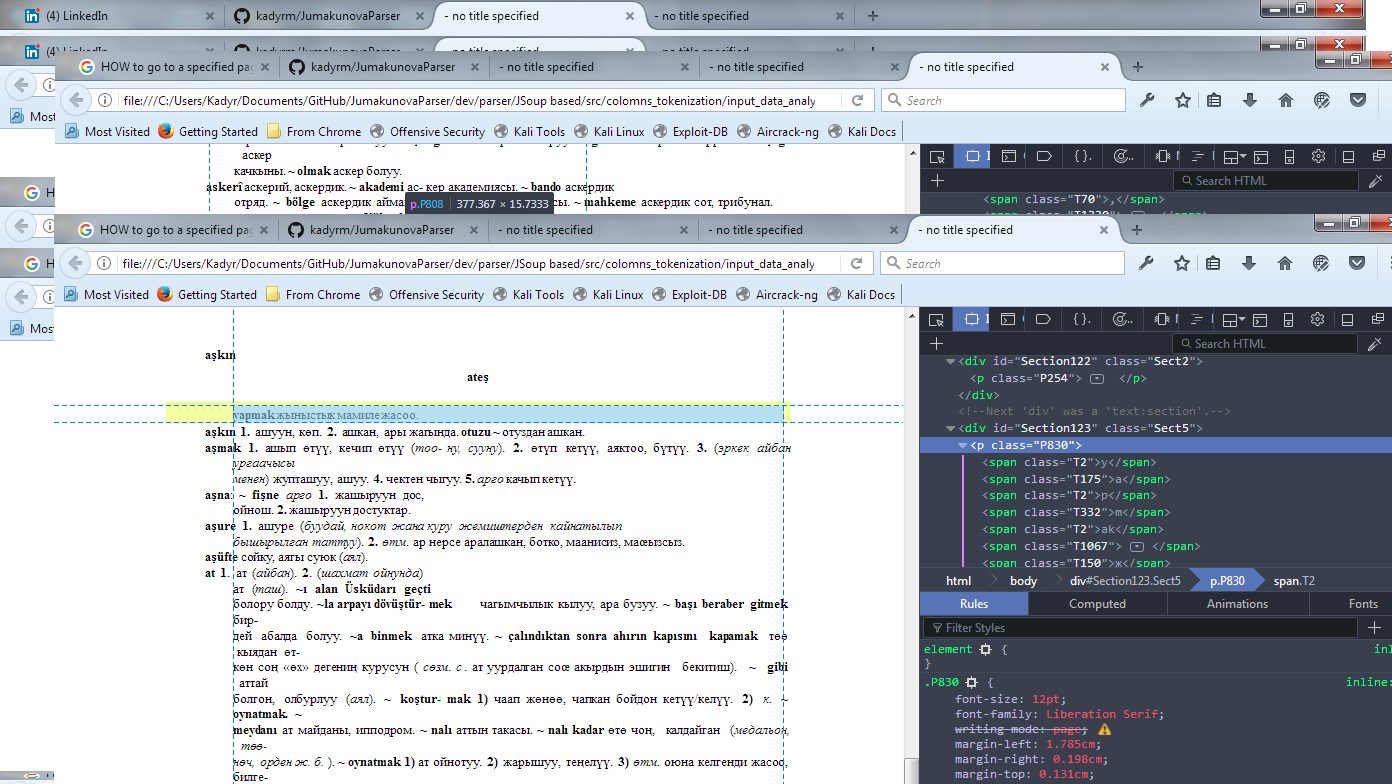 (4) LinkedIn
kadyrm/JumakunovaParser
- no title specified
- no title specified
(4) LinkedIn
kadyrm/JumakunovaParser
- no title specified
HOW to go to a specified pag
kadyrm/JumakunovaParser
- no title specified
- no title specified
- no title specified
file:///C:/Users/Kadyr/Documents/GitHub/JumakunovaParser/dev/parser/JSoup based/src/colomns_tokenization/input_data_analy
Search
Most Visited
Getting Started
From Chrome
Offensive Security
Kali Tools
Kali Linux
Exploit-DB
Aircrack-ng
Kali Docs
аскер
качкыны. ~ olmak аскер болуу.
askerî аскерий, аскердик. ~ akademi ас- кер академиясы. ~ bando аскердик
отряд. ~ bölge аскердик айма
сы. ~ mahkeme аскердик сот, трибунал.
p.P808 377.367 × 15.7333
Search HTML
<span class="T70">,</span>
HOW to go to a specified pag
kadyrm/JumakunovaParser
- no title specified
- no title specified
- no title specified
file:///C:/Users/Kadyr/Documents/GitHub/JumakunovaParser/dev/parser/JSoup based/src/colomns_tokenization/input_data_analy
Search
Most Visited
Getting Started
From Chrome
Offensive Security
Kali Tools
Kali Linux
Exploit-DB
Aircrack-ng
Kali Docs
aşkın
ateş
yapmak жыныстык мамиле жасоо.
aşkın 1. ашуун, көп. 2. ашкан, ары жагында. otuzu ~ отуздан ашкан.
aşmak 1. ашып өтүү, кечип өтүү (тоо- ну, сууну). 2. өтүп кетүү, аяктоо, бүтүү. 3. (эркек айбан
ургаачысы
менен) жупташуу, ашуу. 4. чектен чыгуу. 5. арго качып кетүү.
aşna: ~ fişne арго 1. жашыруун дос,
ойнош. 2. жашыруун достуктар.
aşure 1. ашуре (буудай, нокот жана куру жемиштерден кайнатылып
бышырылган таттуу). 2. өтм. ар нерсе аралашкан, ботко, маанисиз, маңызсыз.
aşüfte сойку, аягы суюк (аял).
at 1. ат (айбан). 2. (шахмат ойнунда)
ат (таш). ~ı alan Üsküdarı geçti
болору болду. ~la arpayı dövüştür- mek чагымчылык кылуу, ара бузуу. ~ başı beraber gitmek
бир-
дей абалда болуу. ~a binmek атка минүү. ~ çalındıktan sonra ahırın kapısını kapamak төө
кыядан өт-
көн соң «өх» дегениң курусун ( сөзм. с . ат уурдалган соң акырдын эшигин бекитиш). ~ gibi
аттай
болгон, олбурлуу (аял). ~ koştur- mak 1) чаап жөнөө, чапкан бойдон кетүү/келүү. 2) к. ~
oynatmak. ~
meydanı ат майданы, ипподром. ~ nalı аттын такасы. ~ nalı kadar өтө чоң, калдайган (медальон,
төө-
нөч, орден ж. б. ). ~ oynatmak 1) ат ойнотуу. 2) жарышуу, теңелүү. 3) өтм. оюна келгенди жасоо,
билге-
Search HTML
<div id="Section122" class="Sect2">
<p class="P254"> </p>
</div>
<!--Next 'div' was a 'text:section'.-->
<div id="Section123" class="Sect5">
<p class="P830">
<span class="T2">y</span>
<span class="T175">a</span>
<span class="T2">p</span>
<span class="T332">m</span>
<span class="T2">ak</span>
<span class="T1067"> </span>
<span class="T150">ж</span>
html
body
div#Section123.Sect5
p.P830
span.T2
Rules
Computed
Animations
Fonts
Filter Styles
element {
}
.P830 {
inline:
font-size: 12pt;
font-family: Liberation Serif;
writing-mode: page;
margin-left: 1.785cm;
margin-right: 0.198cm;
margin-top: 0.131cm;